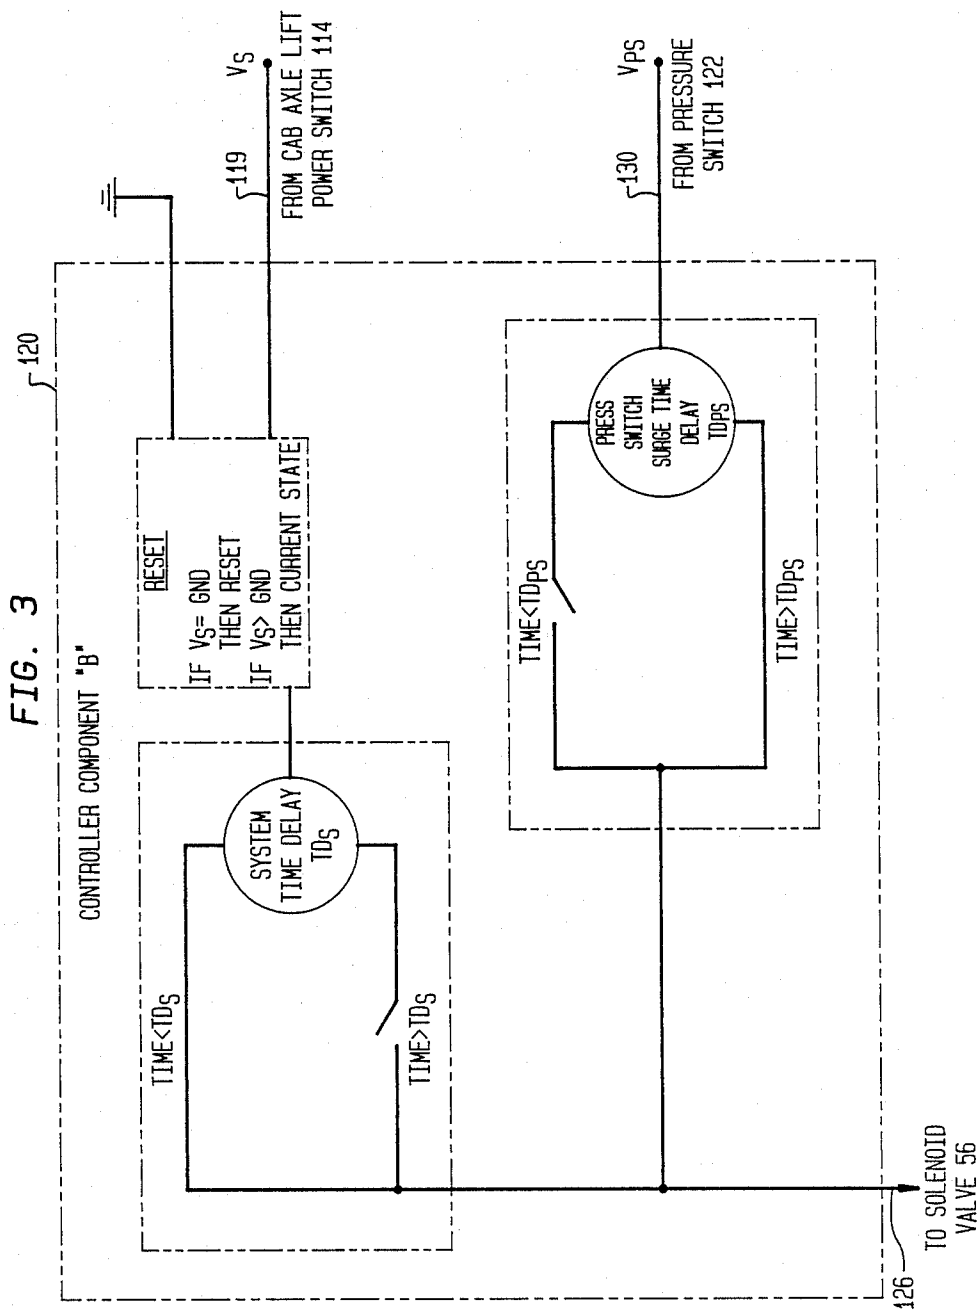 FIG. 3
CONTROLLER COMPONENT "B"
120
RESET
IF VS= GND
THEN RESET
IF VS> GND
THEN CURRENT STATE
VS
119
FROM CAB AXLE LIFT
POWER SWITCH 114
TIME<TDS
SYSTEM
TIME DELAY
TDS
TIME>TDS
TIME<TDPS
PRESS
SWITCH
SURGE TIME
DELAY
TDPS
TIME>TDPS
VPS
130
FROM PRESSURE
SWITCH 122
126
TO SOLENOID
VALVE 56